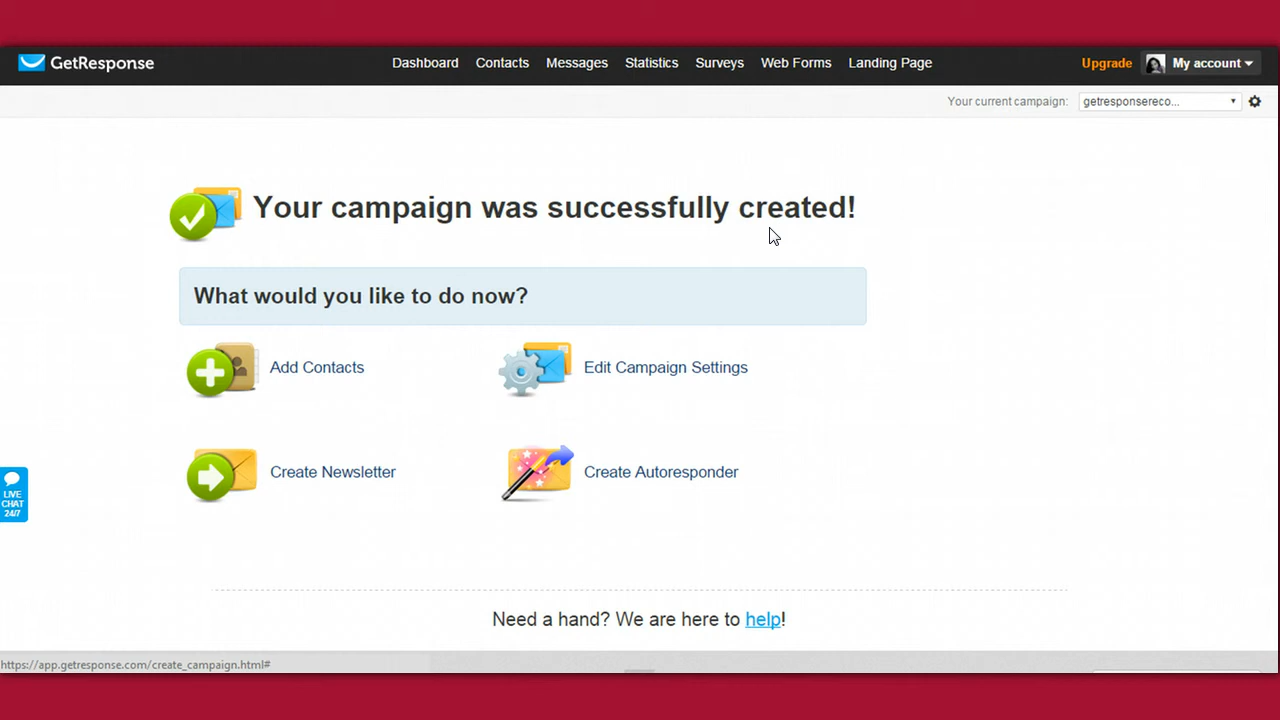 GetResponse
Dashboard Contacts Messages Statistics Surveys Web Forms Landing Page
Upgrade My account
Your current campaign: getresponsereco...
Your campaign was successfully created!
What would you like to do now?
Add Contacts
Edit Campaign Settings
Create Newsletter
Create Autoresponder
LIVE
CHAT
24/7
Need a hand? We are here to help!
https://app.getresponse.com/create_campaign.html#